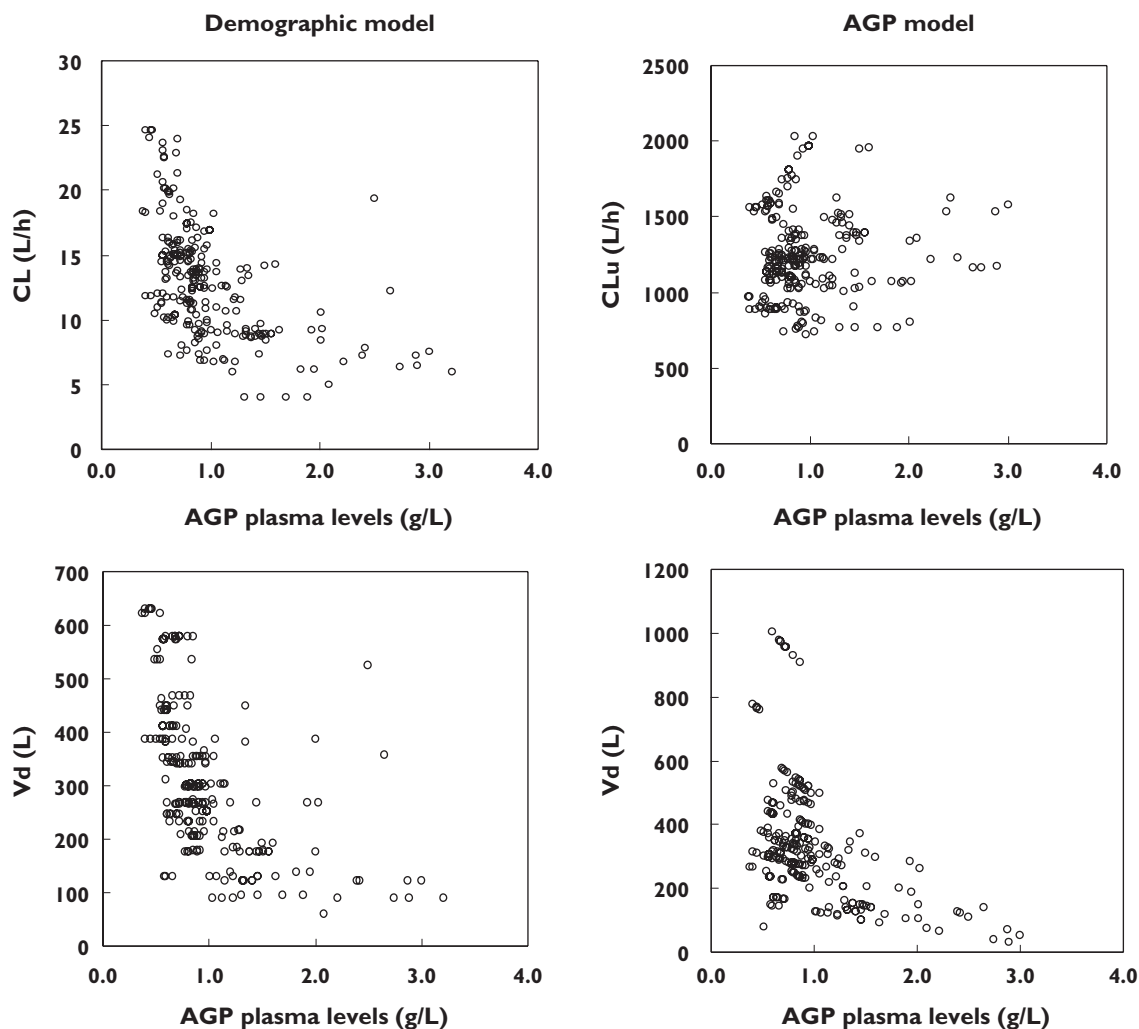 Demographic model
AGP model
30
25
20
15
10
5
0
CL (L/h)
0.0 1.0 2.0 3.0 4.0
AGP plasma levels (g/L)
2500
2000
1500
1000
500
0
CLu (L/h)
0.0 1.0 2.0 3.0 4.0
AGP plasma levels (g/L)
700
600
500
400
300
200
100
0
Vd (L)
0.0 1.0 2.0 3.0 4.0
AGP plasma levels (g/L)
1200
1000
800
600
400
200
0
Vd (L)
0.0 1.0 2.0 3.0 4.0
AGP plasma levels (g/L)